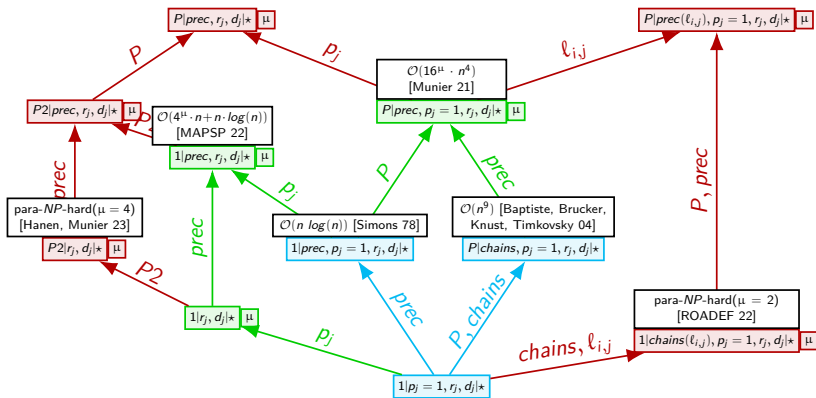 P|prec, r_j, d_j|⋆ μ
P|prec(ℓ_{i,j}), p_j = 1, r_j, d_j|⋆ μ
P
p_j
ℓ_{i,j}
O(16^μ · n^4)
[Munier 21]
P|prec, p_j = 1, r_j, d_j|⋆ μ
P2|prec, r_j, d_j|⋆ μ
O(4^μ · n + n · log(n))
[MAPSP 22]
1|prec, r_j, d_j|⋆ μ
prec
P
prec
p_j
P, prec
para-NP-hard(μ = 4)
[Hanen, Munier 23]
P2|r_j, d_j|⋆ μ
O(n log(n)) [Simons 78]
1|prec, p_j = 1, r_j, d_j|⋆
O(n^9) [Baptiste, Brucker,
Knust, Timkovsky 04]
P|chains, p_j = 1, r_j, d_j|⋆
prec
P2
prec
P, chains
1|r_j, d_j|⋆ μ
p_j
para-NP-hard(μ = 2)
[ROADEF 22]
1|chains(ℓ_{i,j}), p_j = 1, r_j, d_j|⋆ μ
chains, ℓ_{i,j}
1|p_j = 1, r_j, d_j|⋆